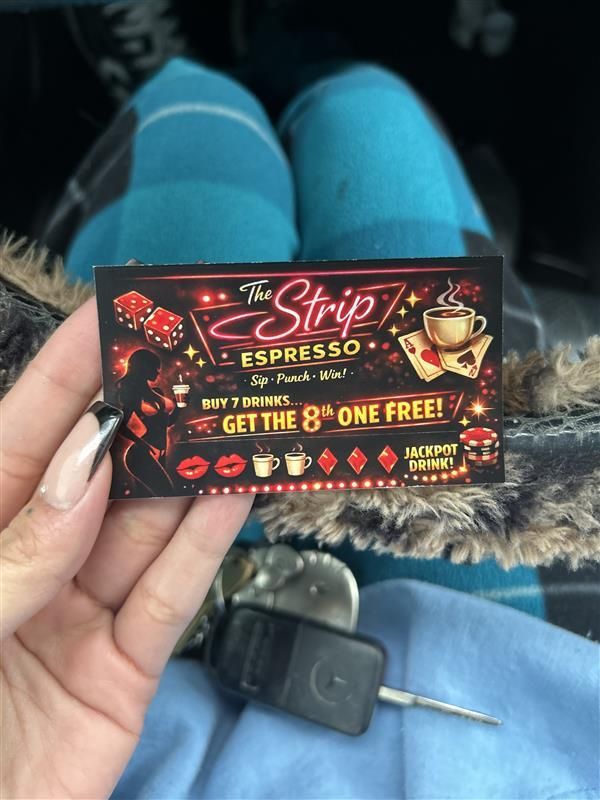 The
Strip
ESPRESSO
· Sip · Punch · Win! ·
BUY 7 DRINKS...
GET THE 8th ONE FREE!
JACKPOT
DRINK!